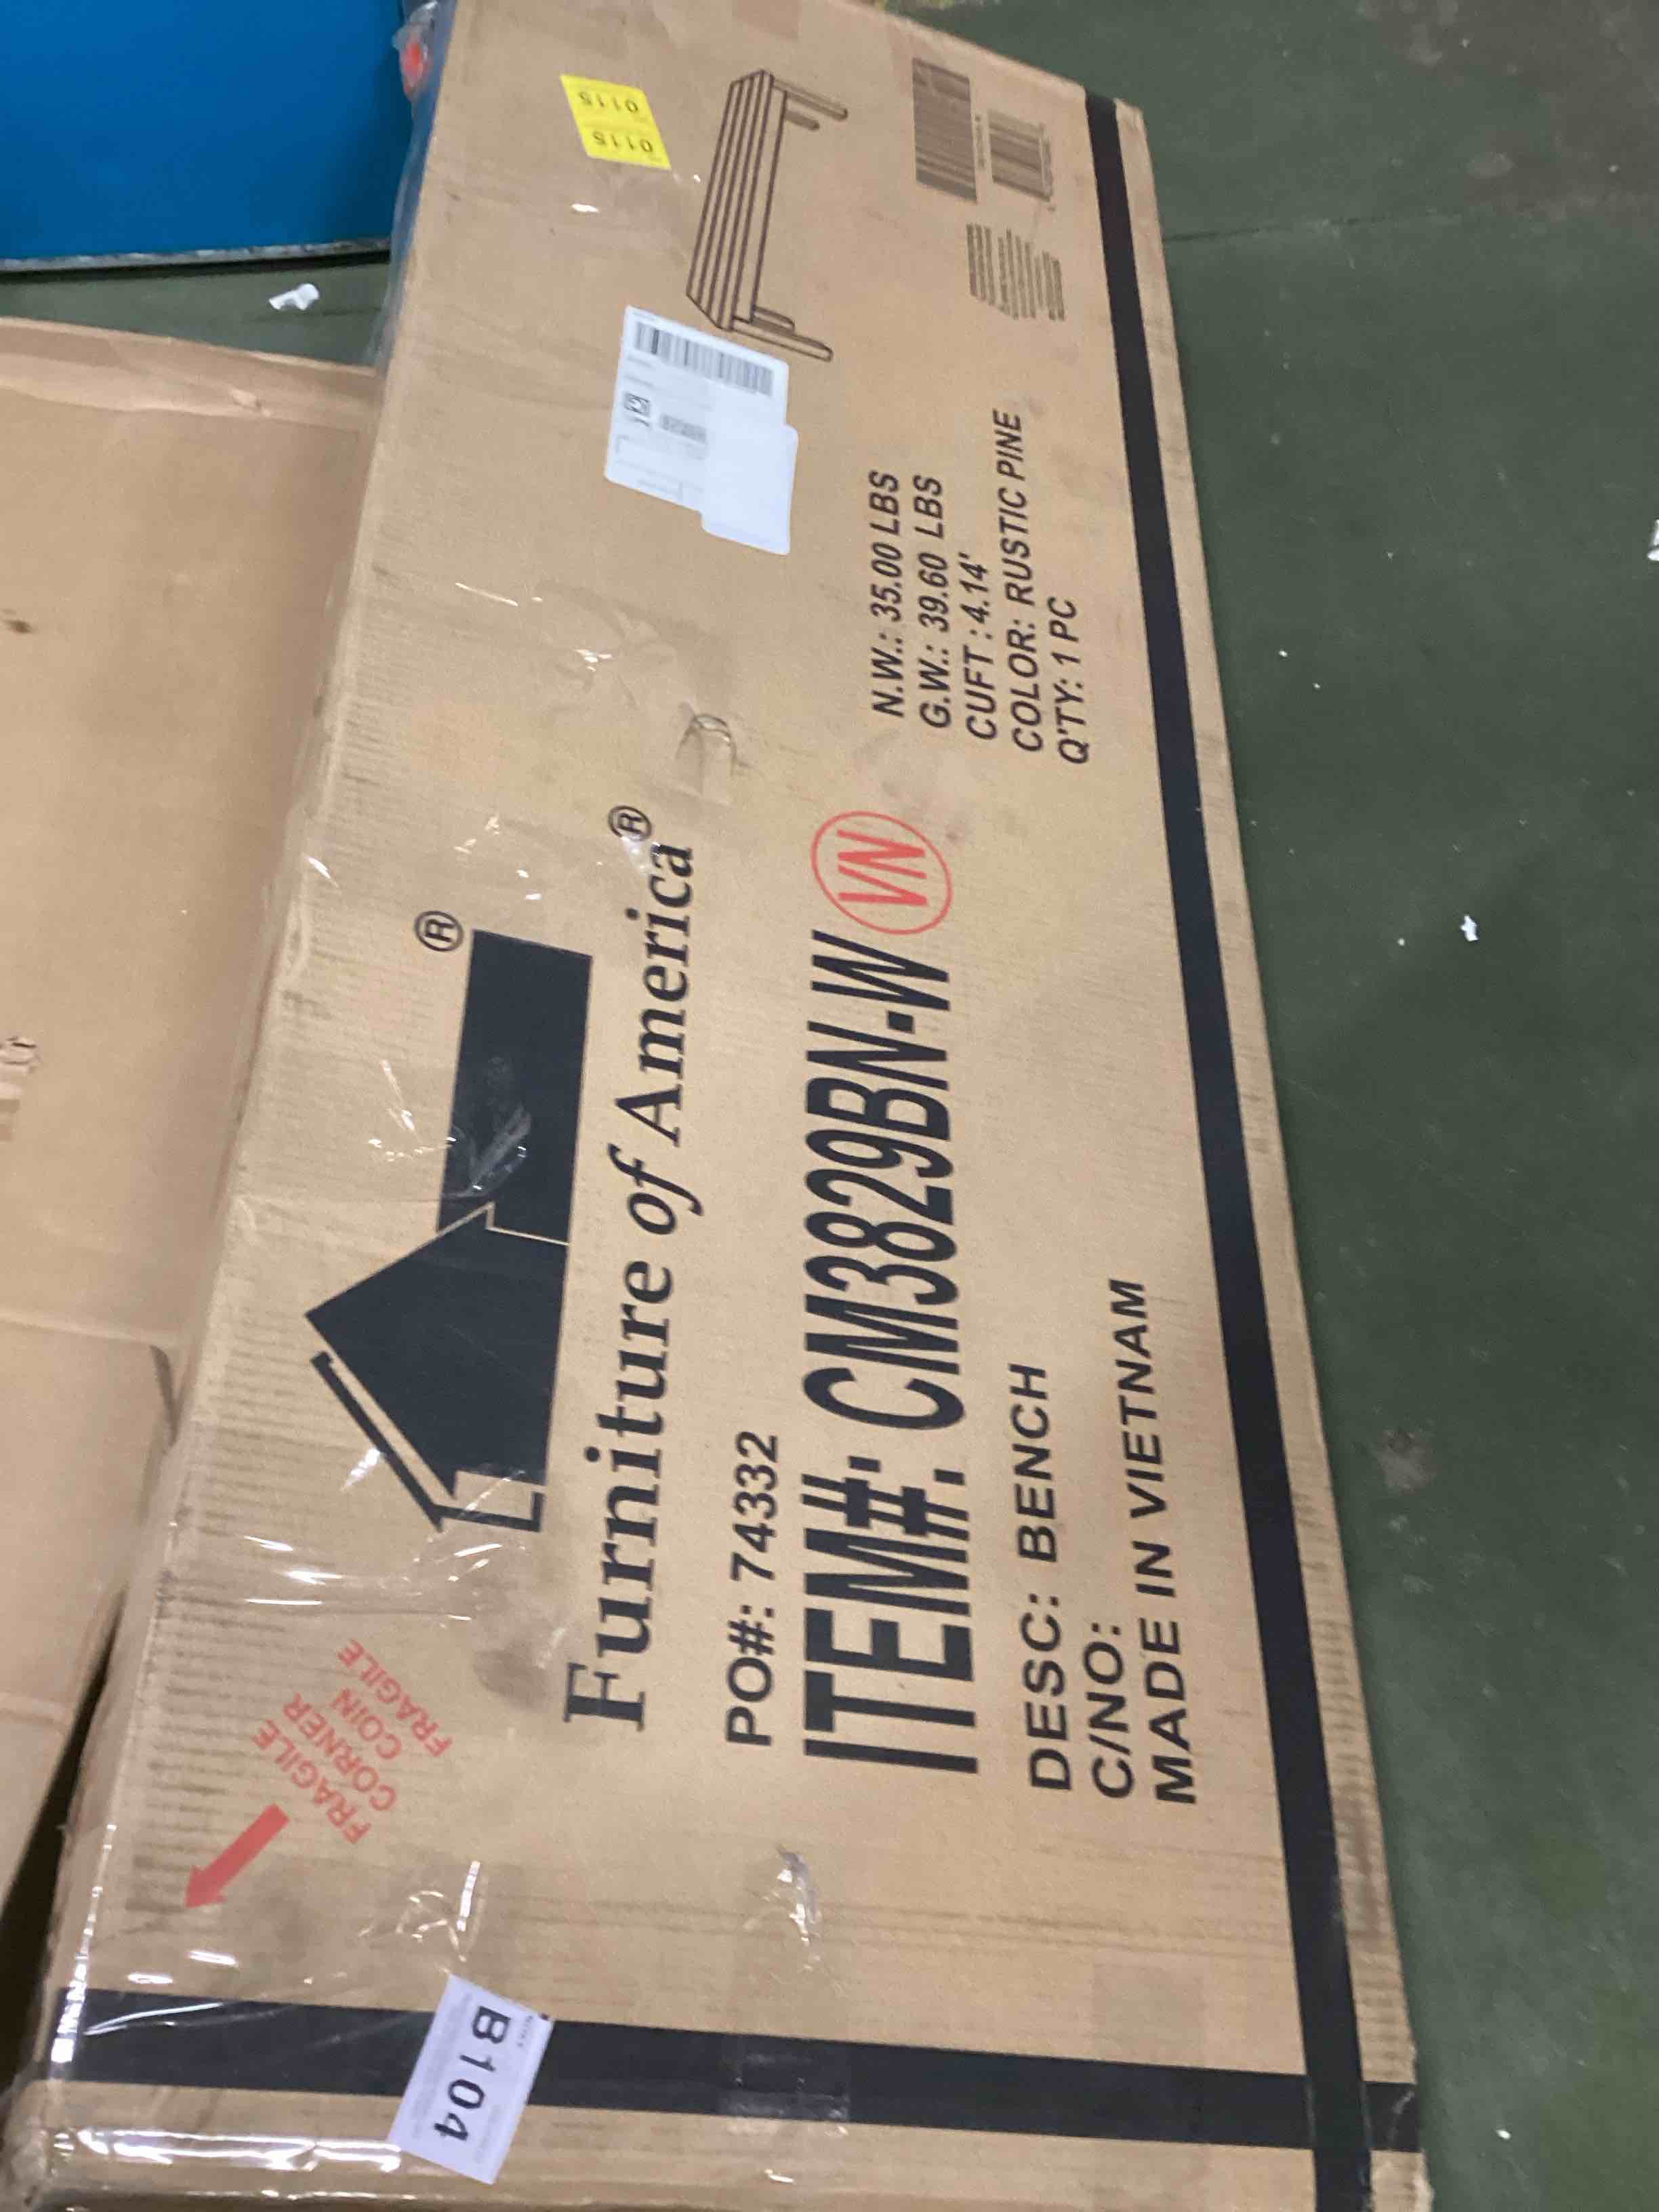 ®
Furniture of America®
PO#: 74332
ITEM#: CM3829BN-W
VN
DESC: BENCH
C/NO:
MADE IN VIETNAM
N.W.: 35.00 LBS
G.W.: 39.60 LBS
CUFT : 4.14'
COLOR: RUSTIC PINE
Q'TY: 1 PC
FRAGILE
CORNER
COIN
FRAGILE
B104
0115
0115